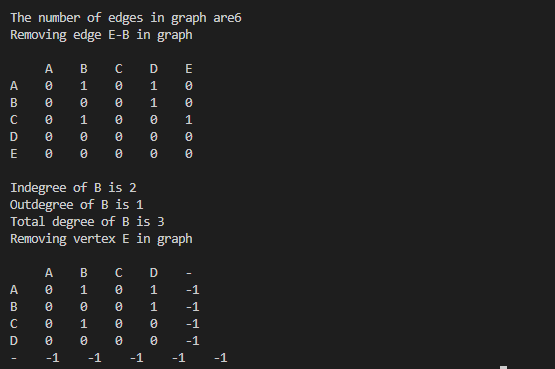 The number of edges in graph are6
Removing edge E-B in graph
A B C D E
A 0 1 0 1 0
B 0 0 0 1 0
C 0 1 0 0 1
D 0 0 0 0 0
E 0 0 0 0 0
Indegree of B is 2
Outdegree of B is 1
Total degree of B is 3
Removing vertex E in graph
A B C D -
A 0 1 0 1 -1
B 0 0 0 1 -1
C 0 1 0 0 -1
D 0 0 0 0 -1
- -1 -1 -1 -1 -1